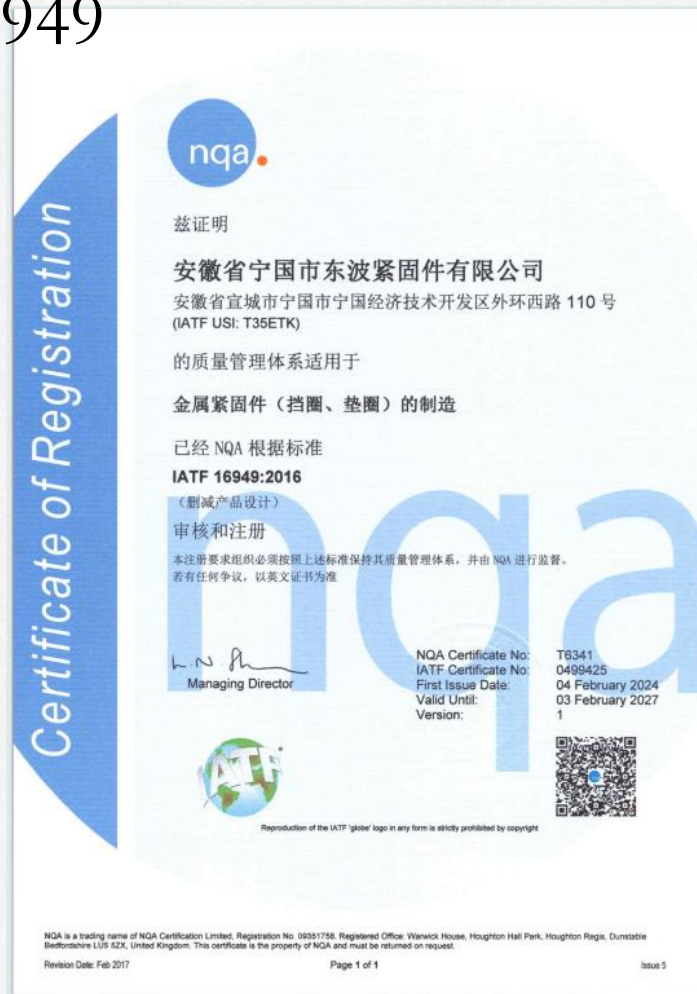 949
nqa.
Certificate of Registration
兹证明
安徽省宁国市东波紧固件有限公司
安徽省宣城市宁国市宁国经济技术开发区外环西路 110 号
(IATF USI: T35ETK)
的质量管理体系适用于
金属紧固件（挡圈、垫圈）的制造
已经 NQA 根据标准
IATF 16949:2016
（删减产品设计）
审核和注册
本注册要求组织必须按照上述标准保持其质量管理体系，并由 NQA 进行监督。
若有任何争议，以英文证书为准
nqa
Managing Director
NQA Certificate No: T6341
IATF Certificate No: 0499425
First Issue Date: 04 February 2024
Valid Until: 03 February 2027
Version: 1
IATF
Reproduction of the IATF 'globe' logo in any form is strictly prohibited by copyright
NQA is a trading name of NQA Certification Limited, Registration No. 09351758. Registered Office: Warwick House, Houghton Hall Park, Houghton Regis, Dunstable
Bedfordshire LU5 5ZX, United Kingdom. This certificate is the property of NQA and must be returned on request.
Revision Date: Feb 2017 Page 1 of 1 Issue 5